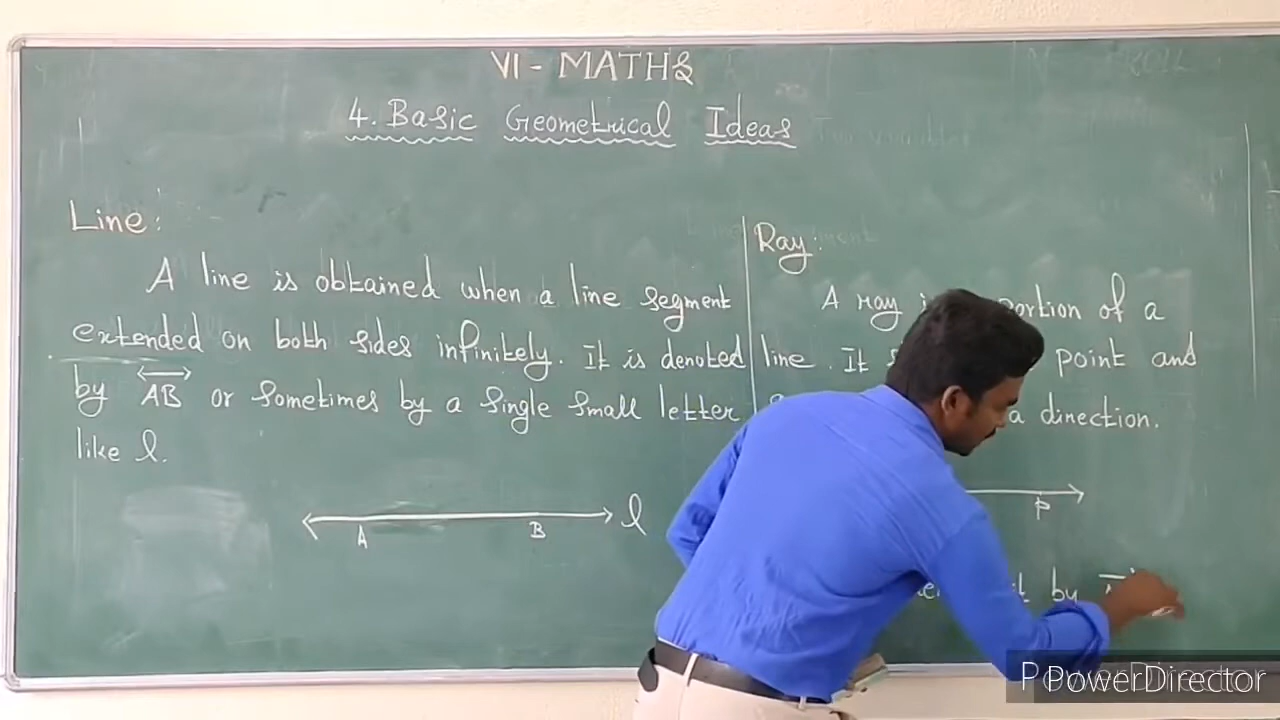 VI - MATHS
4. Basic Geometrical Ideas
Line:
A line is obtained when a line segment
extended on both sides infinitely. It is denoted
by AB or sometimes by a single small letter
like l.
A B l
Ray:
A ray portion of a
line. It point and
a direction.
P
it by
PowerDirector